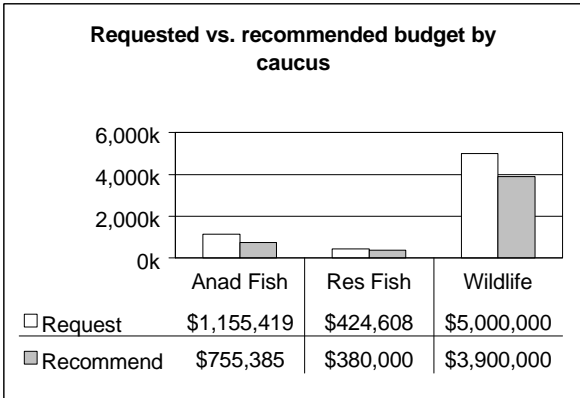 Requested vs. recommended budget by
caucus
6,000k
4,000k
2,000k
0k
Anad Fish Res Fish Wildlife
Request $1,155,419 $424,608 $5,000,000
Recommend $755,385 $380,000 $3,900,000